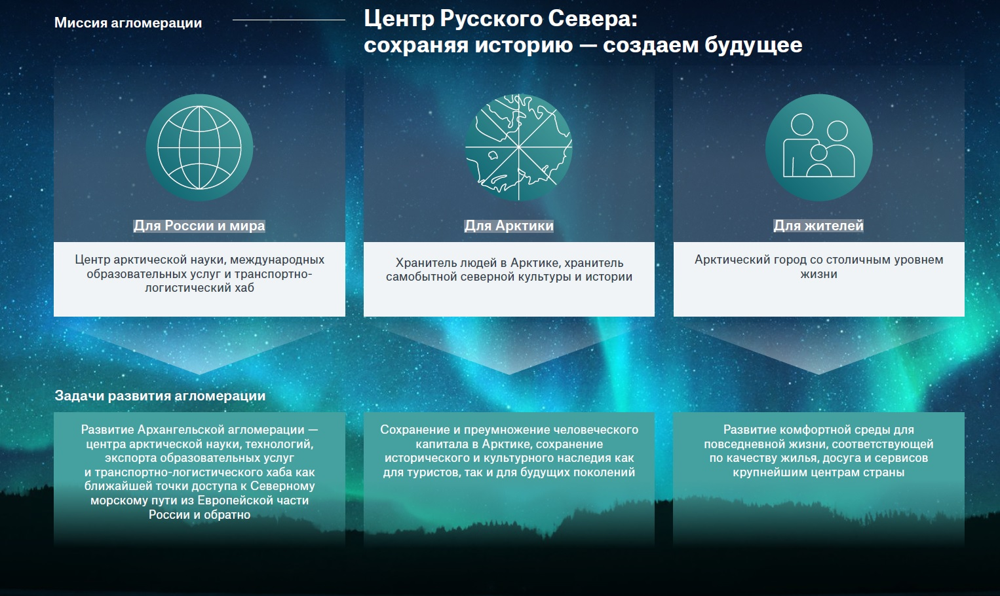 Миссия агломерации
Центр Русского Севера:
сохраняя историю — создаем будущее
Для России и мира
Центр арктической науки, международных
образовательных услуг и транспортно-
логистический хаб
Для Арктики
Хранитель людей в Арктике, хранитель
самобытной северной культуры и истории
Для жителей
Арктический город со столичным уровнем
жизни
Задачи развития агломерации
Развитие Архангельской агломерации —
центра арктической науки, технологий,
экспорта образовательных услуг
и транспортно-логистического хаба как
ближайшей точки доступа к Северному
морскому пути из Европейской части
России и обратно
Сохранение и преумножение человеческого
капитала в Арктике, сохранение
исторического и культурного наследия как
для туристов, так и для будущих поколений
Развитие комфортной среды для
повседневной жизни, соответствующей
по качеству жилья, досуга и сервисов
крупнейшим центрам страны